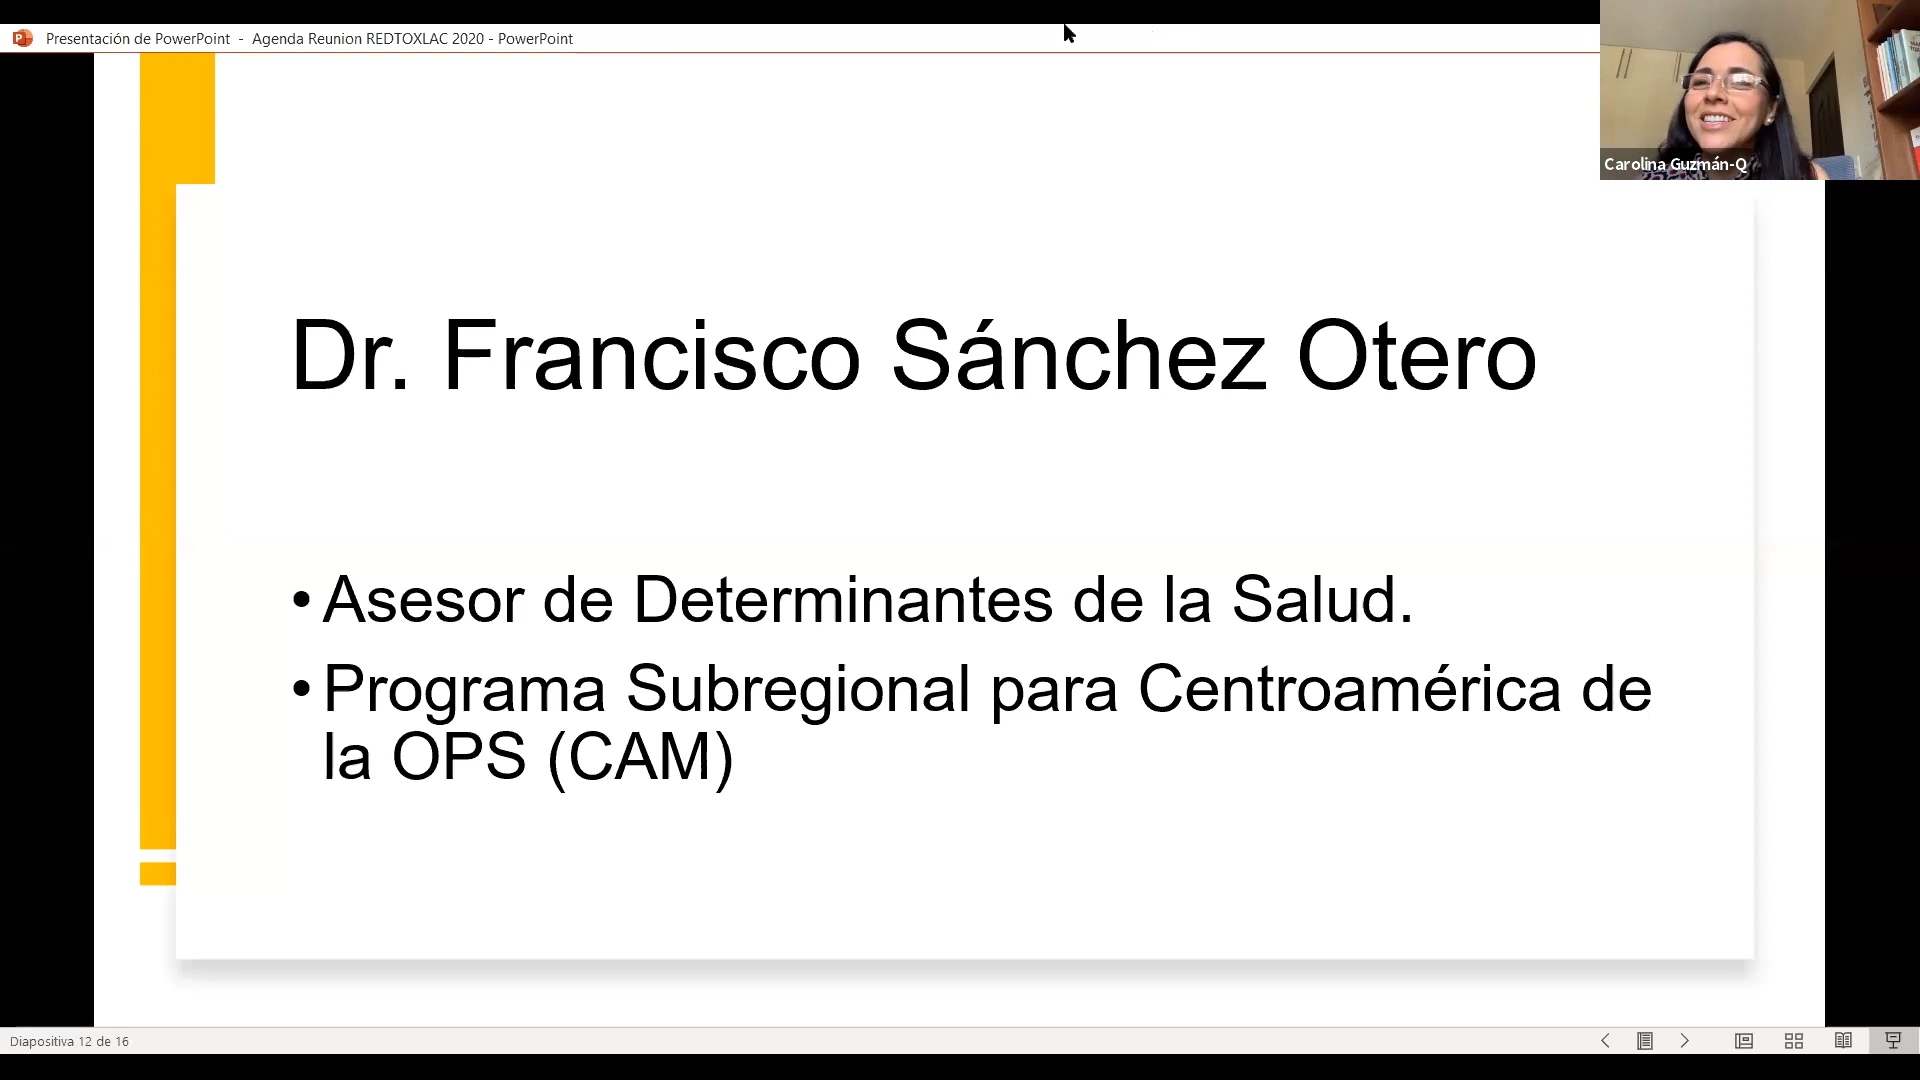 Presentación de PowerPoint - Agenda Reunion REDTOXLAC 2020 - PowerPoint
Carolina Guzmán-Q
Dr. Francisco Sánchez Otero
• Asesor de Determinantes de la Salud.
• Programa Subregional para Centroamérica de
la OPS (CAM)
Diapositiva 12 de 16